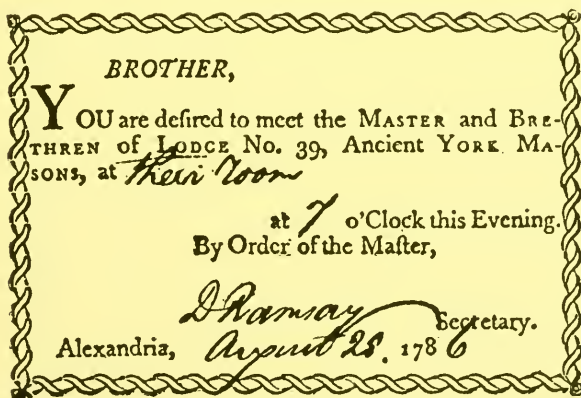 BROTHER,
YOU are deſired to meet the MASTER and BRE-
THREN of LODGE No. 39, Ancient YORK MA-
SONS, at their room
at 7 o'Clock this Evening.
By Order of the Maſter,
D Ramsay Secretary.
Alexandria, August 28. 1786